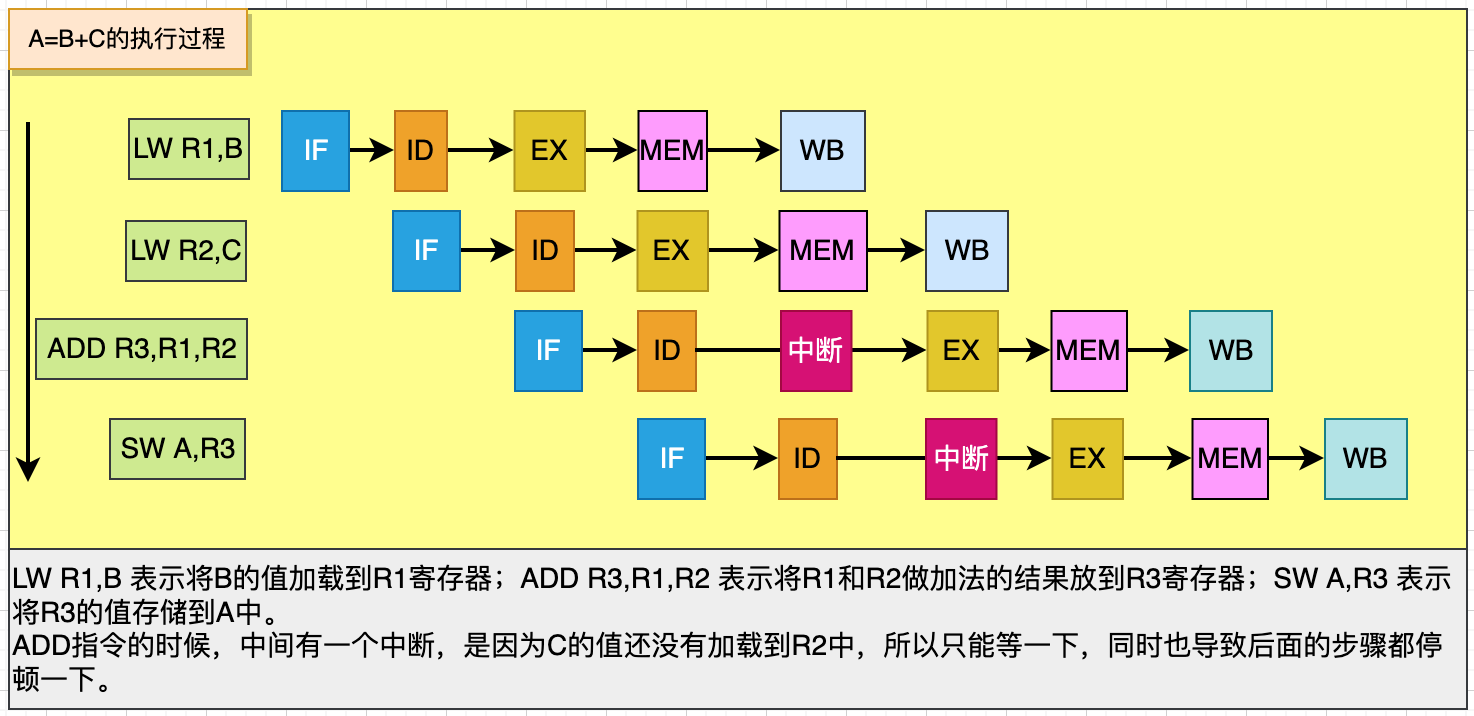 A=B+C的执行过程
LW R1,B IF ID EX MEM WB
LW R2,C IF ID EX MEM WB
ADD R3,R1,R2 IF ID 中断 EX MEM WB
SW A,R3 IF ID 中断 EX MEM WB
LW R1,B 表示将B的值加载到R1寄存器；ADD R3,R1,R2 表示将R1和R2做加法的结果放到R3寄存器；SW A,R3 表示
将R3的值存储到A中。
ADD指令的时候，中间有一个中断，是因为C的值还没有加载到R2中，所以只能等一下，同时也导致后面的步骤都停
顿一下。